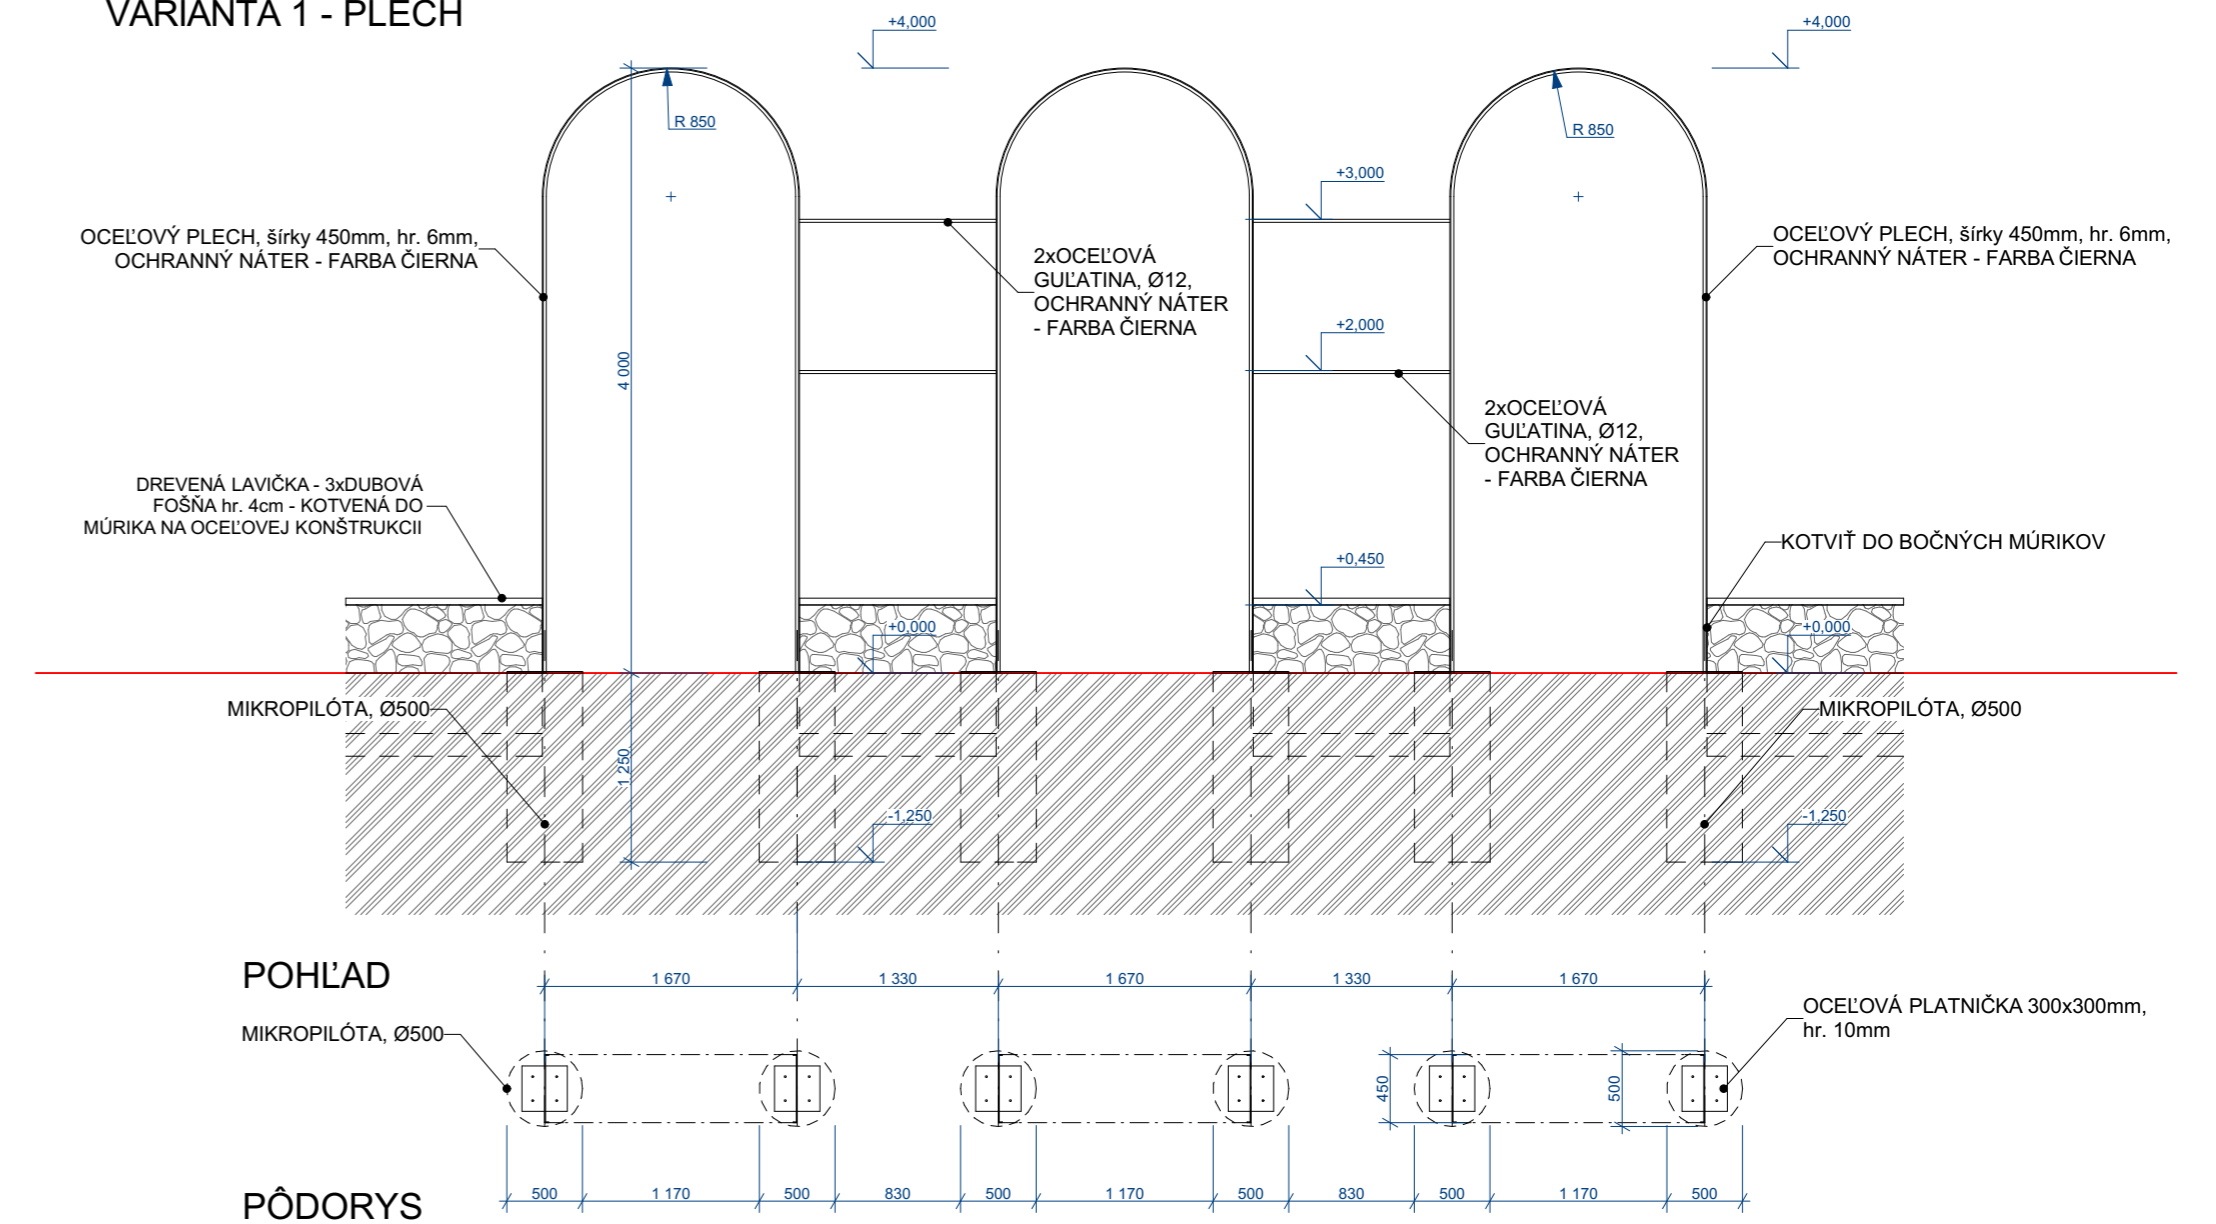 VARIANTA 1 - PLECH
+4,000
+4,000
R 850
R 850
+3,000
OCEĽOVÝ PLECH, šírky 450mm, hr. 6mm,
OCHRANNÝ NÁTER - FARBA ČIERNA
2xOCEĽOVÁ
GUĽATINA, Ø12,
OCHRANNÝ NÁTER
- FARBA ČIERNA
OCEĽOVÝ PLECH, šírky 450mm, hr. 6mm,
OCHRANNÝ NÁTER - FARBA ČIERNA
+2,000
4 000
2xOCEĽOVÁ
GUĽATINA, Ø12,
OCHRANNÝ NÁTER
- FARBA ČIERNA
DREVENÁ LAVIČKA - 3xDUBOVÁ
FOŠŇA hr. 4cm - KOTVENÁ DO
MÚRIKA NA OCEĽOVEJ KONŠTRUKCII
KOTVIŤ DO BOČNÝCH MÚRIKOV
+0,450
+0,000
+0,000
MIKROPILÓTA, Ø500
MIKROPILÓTA, Ø500
1 250
-1,250
-1,250
POHĽAD
1 670
1 330
1 670
1 330
1 670
MIKROPILÓTA, Ø500
OCEĽOVÁ PLATNIČKA 300x300mm,
hr. 10mm
450
500
PÔDORYS
500
1 170
500
830
500
1 170
500
830
500
1 170
500